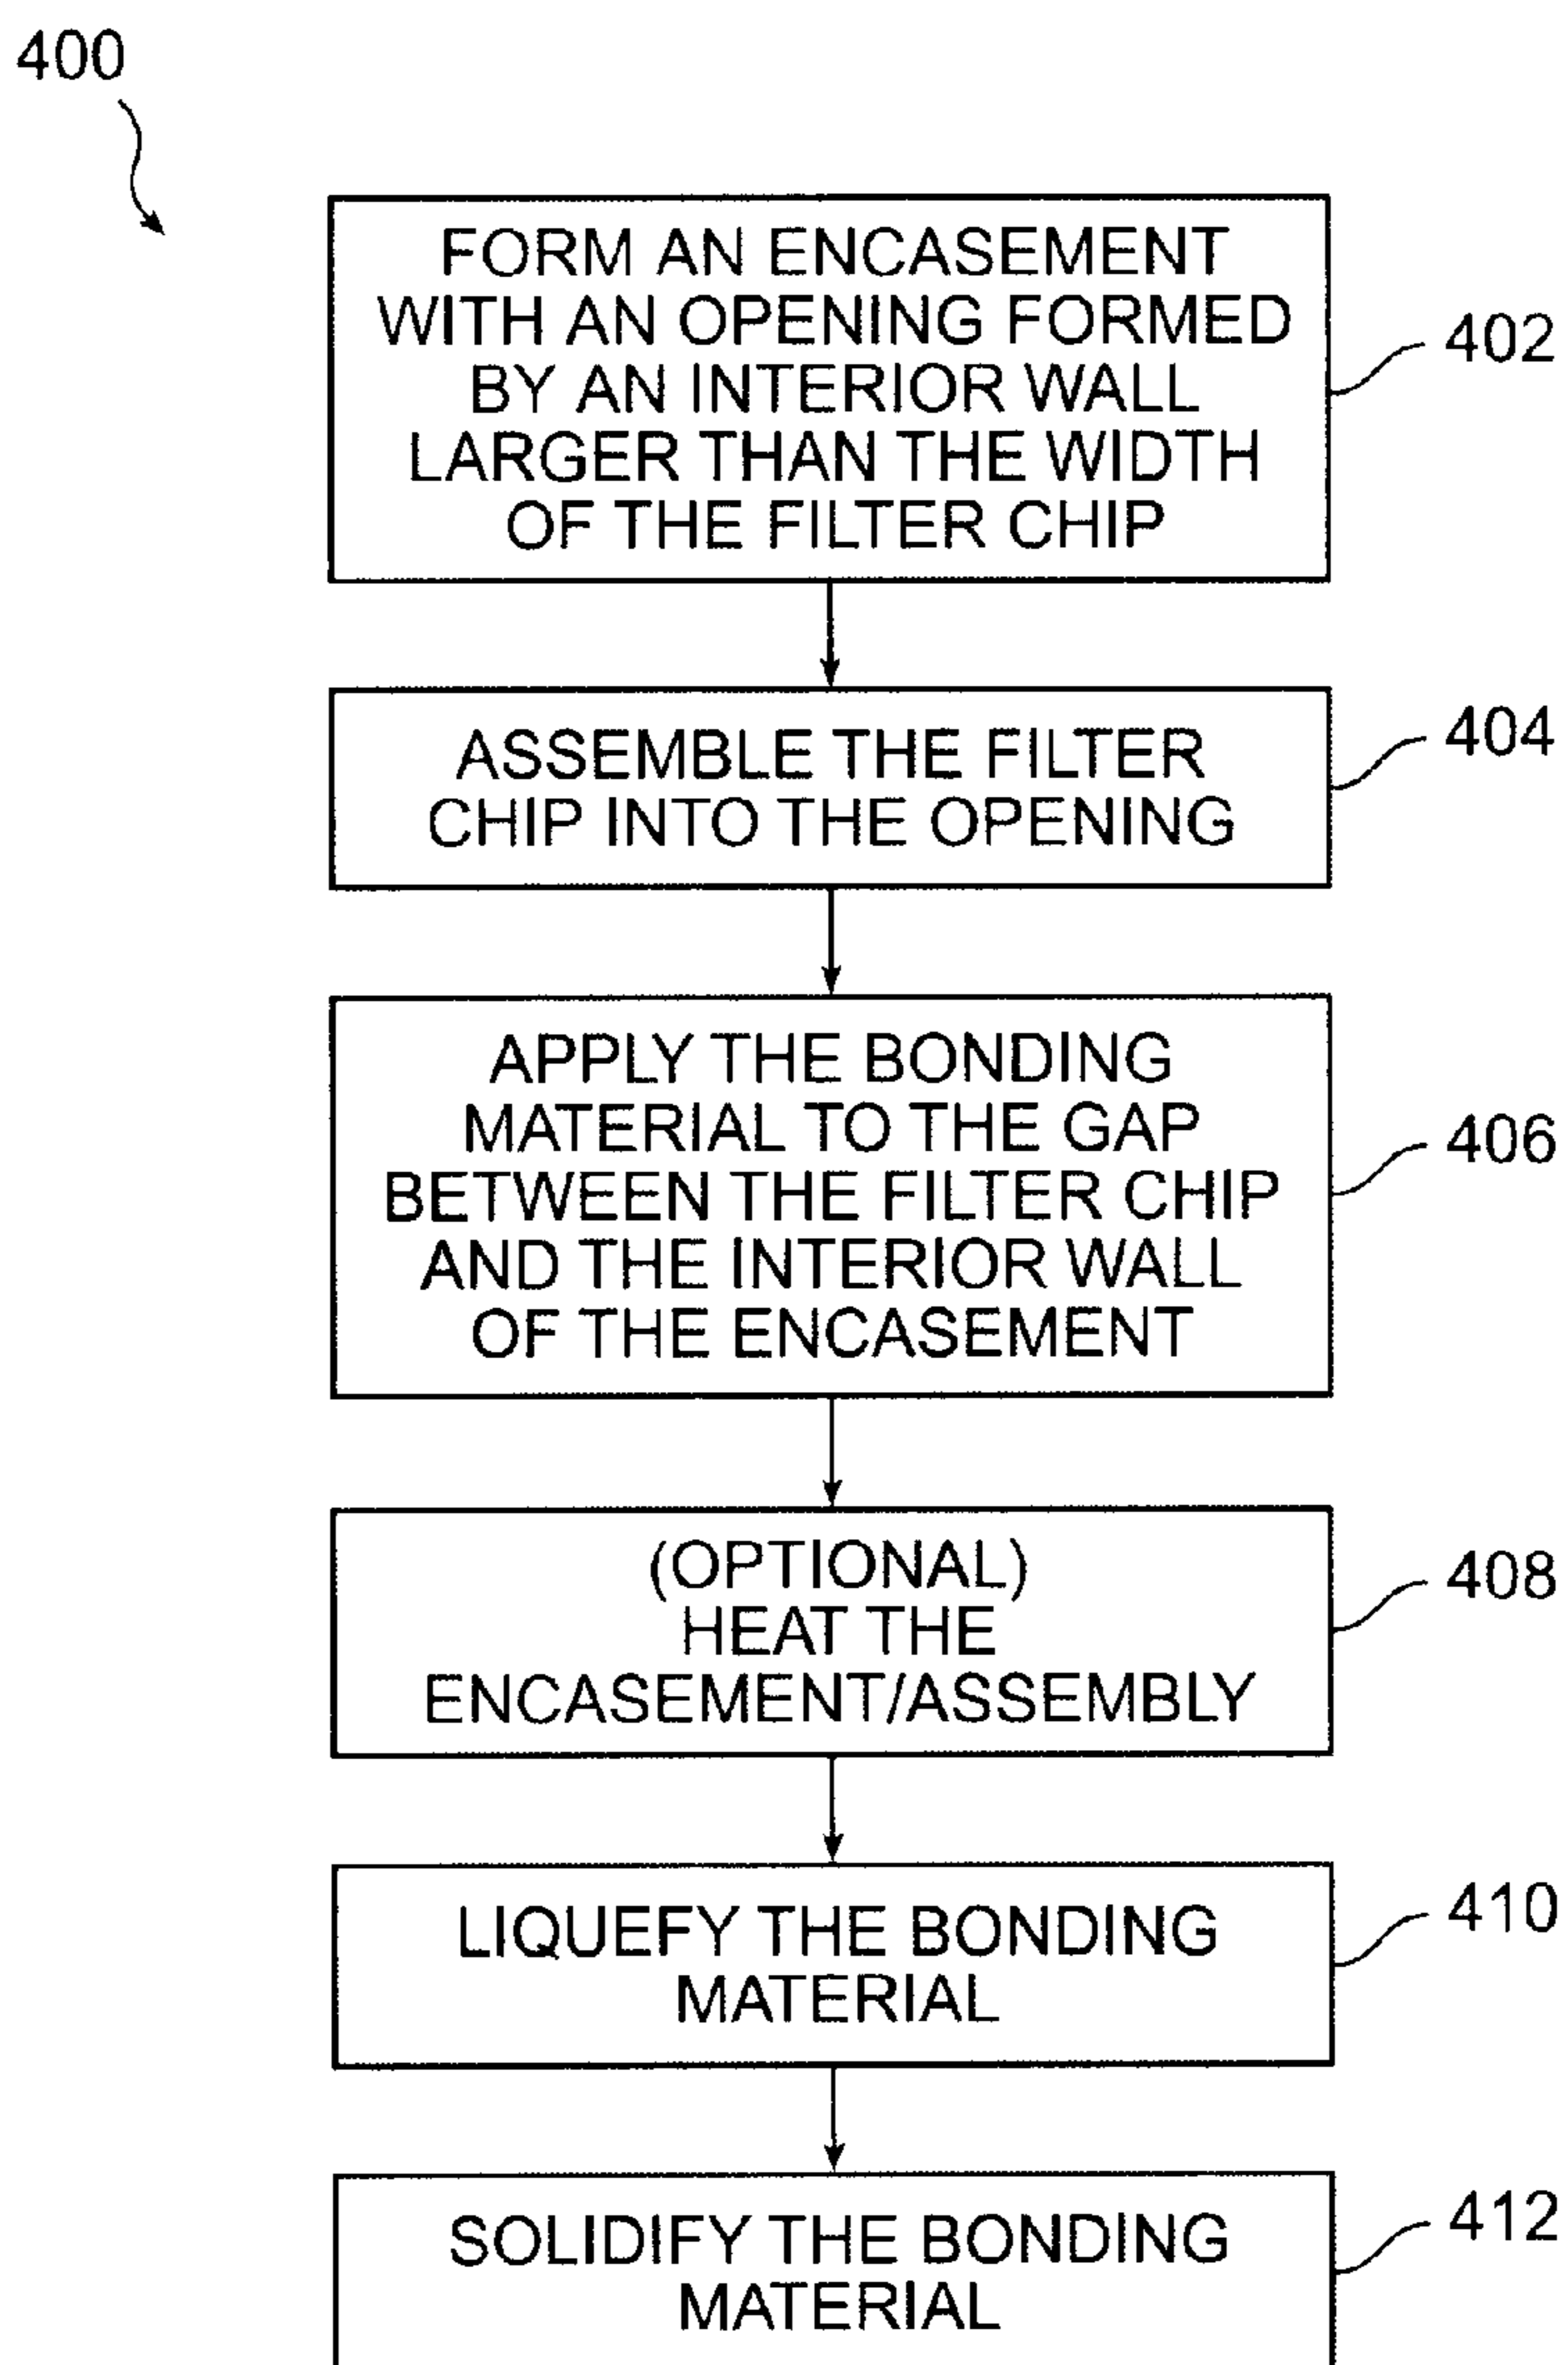 400
FORM AN ENCASEMENT
WITH AN OPENING FORMED
BY AN INTERIOR WALL
LARGER THAN THE WIDTH
OF THE FILTER CHIP
402
ASSEMBLE THE FILTER
CHIP INTO THE OPENING
404
APPLY THE BONDING
MATERIAL TO THE GAP
BETWEEN THE FILTER CHIP
AND THE INTERIOR WALL
OF THE ENCASEMENT
406
(OPTIONAL)
HEAT THE
ENCASEMENT/ASSEMBLY
408
LIQUEFY THE BONDING
MATERIAL
410
SOLIDIFY THE BONDING
MATERIAL
412